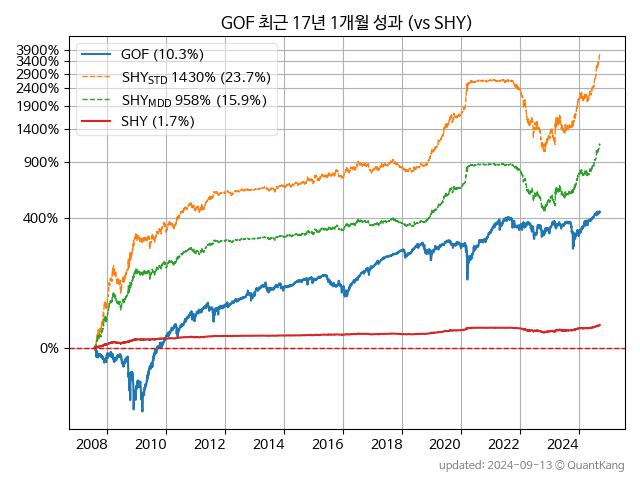 GOF 최근 17년 1개월 성과 (vs SHY)
GOF (10.3%)
SHY_STD 1430% (23.7%)
SHY_MDD 958% (15.9%)
SHY (1.7%)
3900%
3400%
2900%
2400%
1900%
1400%
900%
400%
0%
2008 2010 2012 2014 2016 2018 2020 2022 2024
updated: 2024-09-13 ⓒ QuantKang